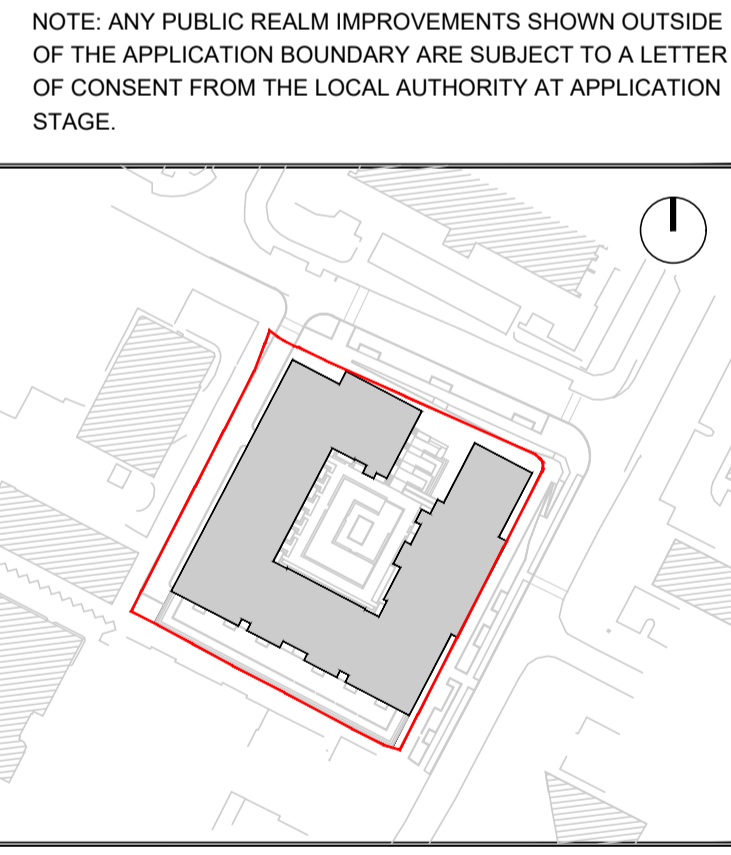 NOTE: ANY PUBLIC REALM IMPROVEMENTS SHOWN OUTSIDE
OF THE APPLICATION BOUNDARY ARE SUBJECT TO A LETTER
OF CONSENT FROM THE LOCAL AUTHORITY AT APPLICATION
STAGE.